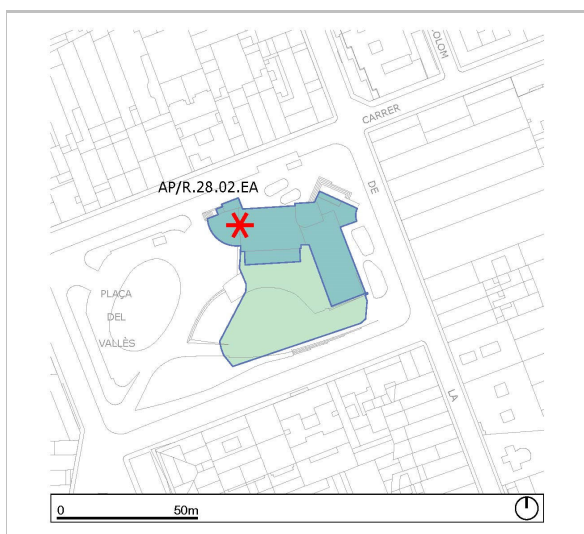 COLOM
CARRER
AP/R.28.02.EA
DE
PLAÇA
DEL
VALLÈS
LA
0 50m